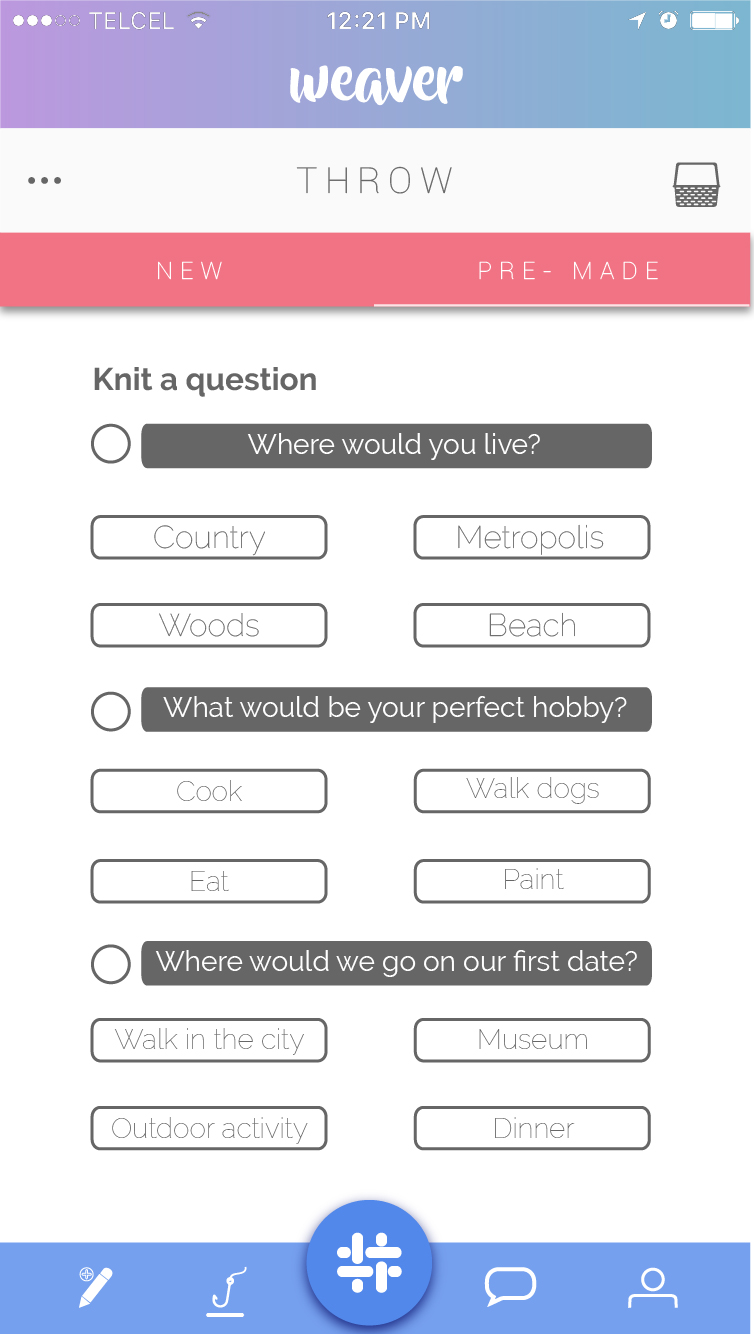 TELCEL 12:21 PM
weaver
THROW
NEW PRE- MADE
Knit a question
Where would you live?
Country Metropolis
Woods Beach
What would be your perfect hobby?
Cook Walk dogs
Eat Paint
Where would we go on our first date?
Walk in the city Museum
Outdoor activity Dinner